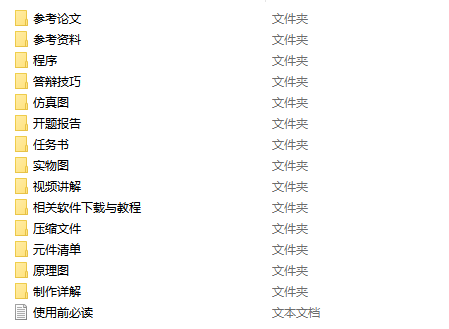 参考论文 文件夹
参考资料 文件夹
程序 文件夹
答辩技巧 文件夹
仿真图 文件夹
开题报告 文件夹
任务书 文件夹
实物图 文件夹
视频讲解 文件夹
相关软件下载与教程 文件夹
压缩文件 文件夹
元件清单 文件夹
原理图 文件夹
制作详解 文件夹
使用前必读 文本文档